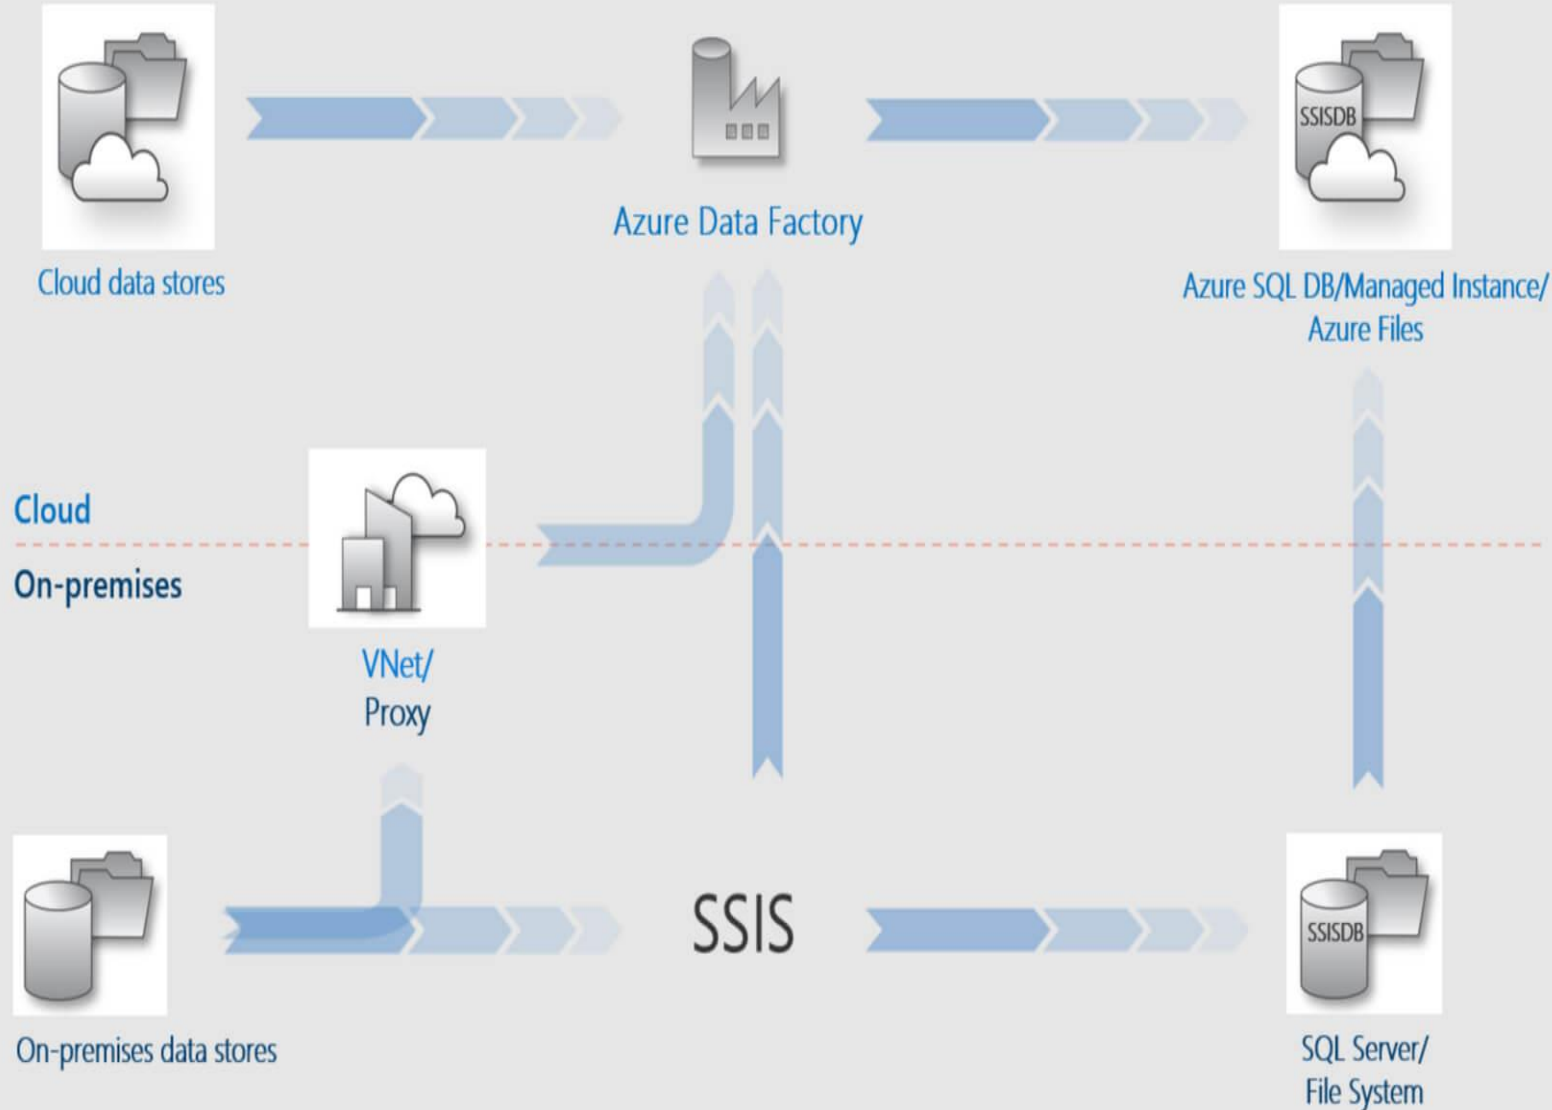 SSISDB
Azure Data Factory
Cloud data stores
Azure SQL DB/Managed Instance/
Azure Files
Cloud
On-premises
VNet/
Proxy
SSIS
SSISDB
On-premises data stores
SQL Server/
File System